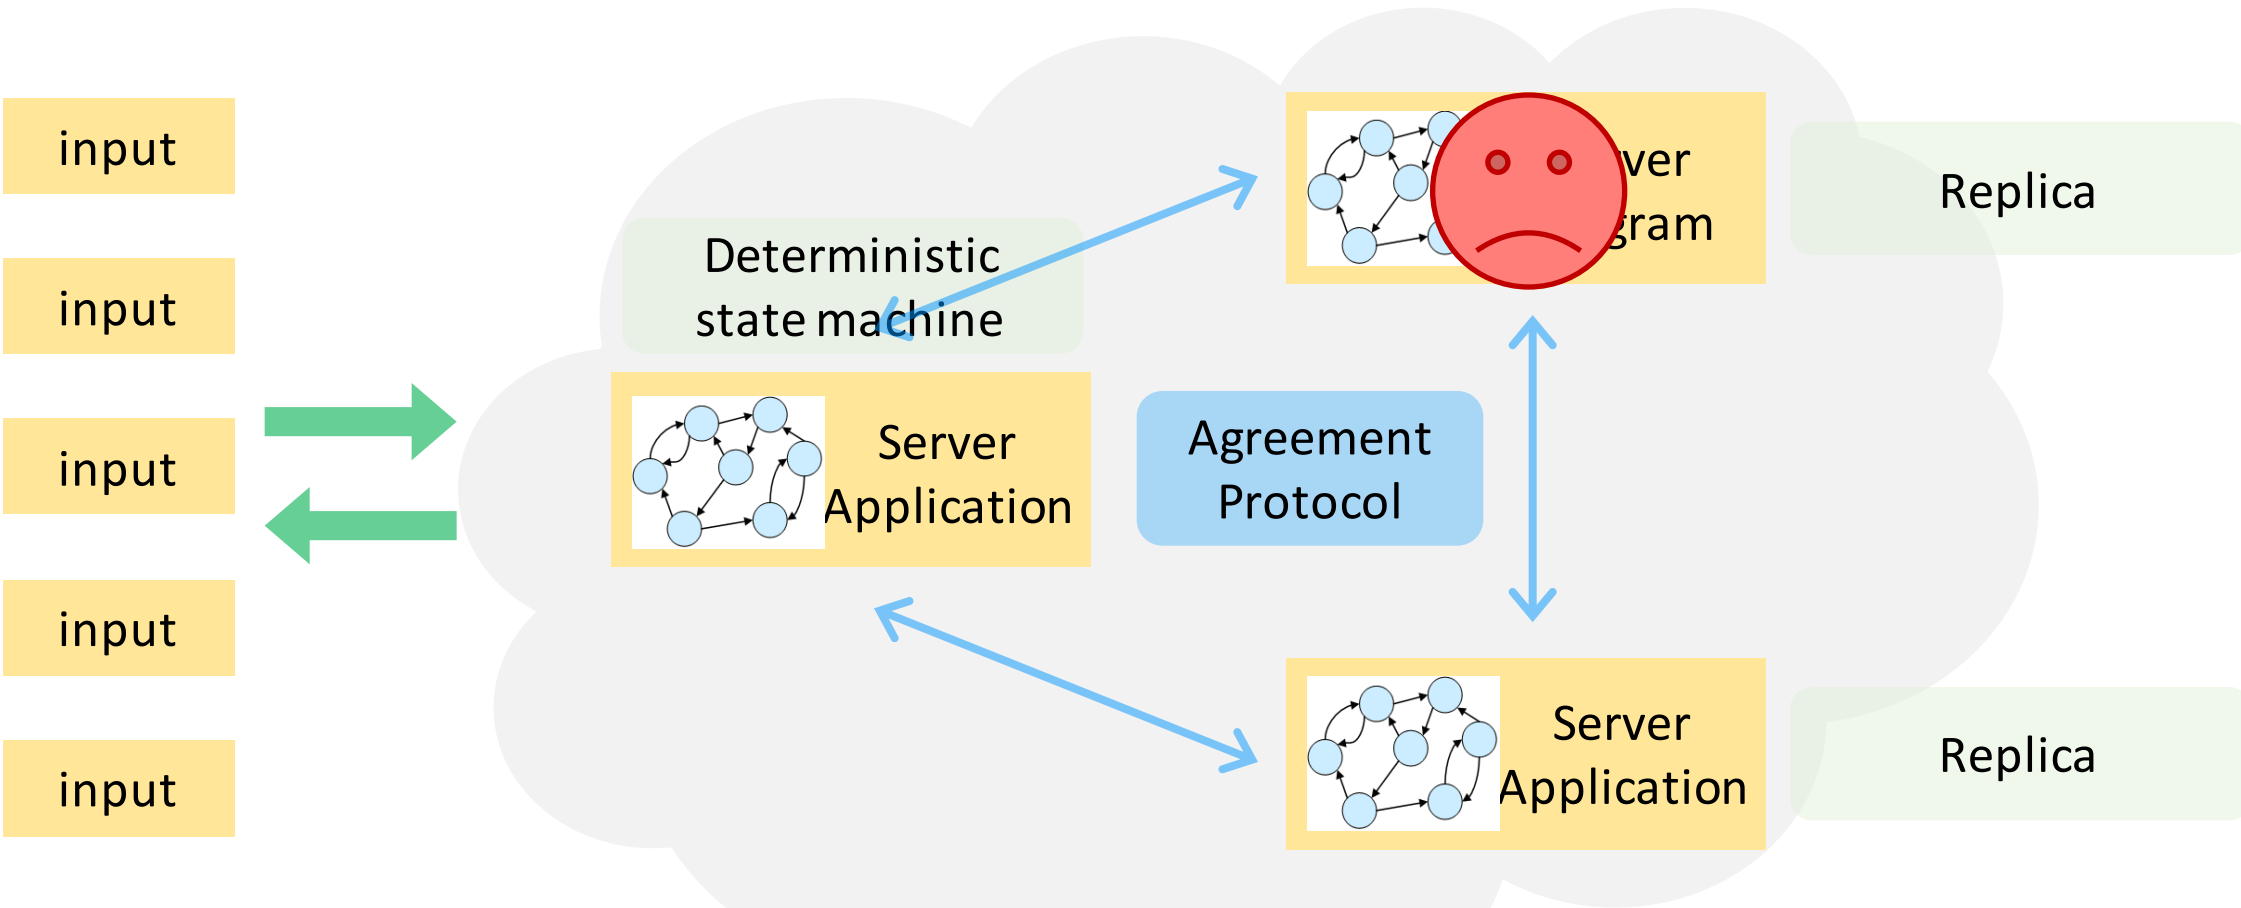 input
input
input
input
input
Deterministic
state machine
Server
Application
Agreement
Protocol
ver
gram
Replica
Server
Application
Replica